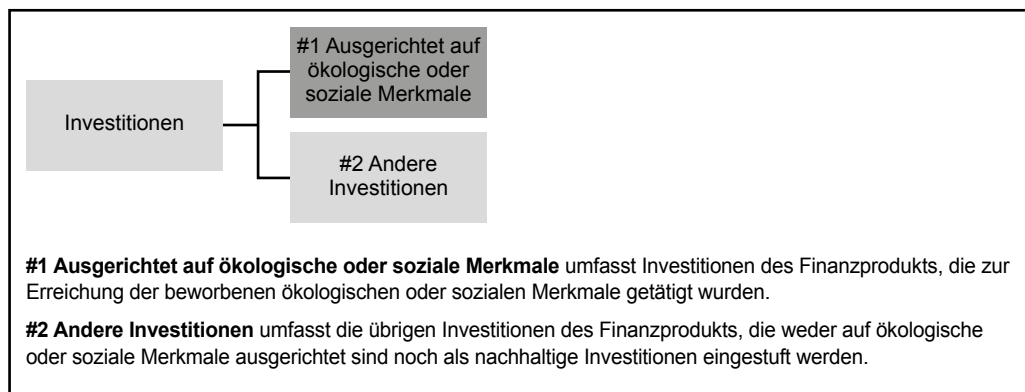 #1 Ausgerichtet auf
ökologische oder
soziale Merkmale
Investitionen
#2 Andere
Investitionen
#1 Ausgerichtet auf ökologische oder soziale Merkmale umfasst Investitionen des Finanzprodukts, die zur
Erreichung der beworbenen ökologischen oder sozialen Merkmale getätigt wurden.
#2 Andere Investitionen umfasst die übrigen Investitionen des Finanzprodukts, die weder auf ökologische
oder soziale Merkmale ausgerichtet sind noch als nachhaltige Investitionen eingestuft werden.